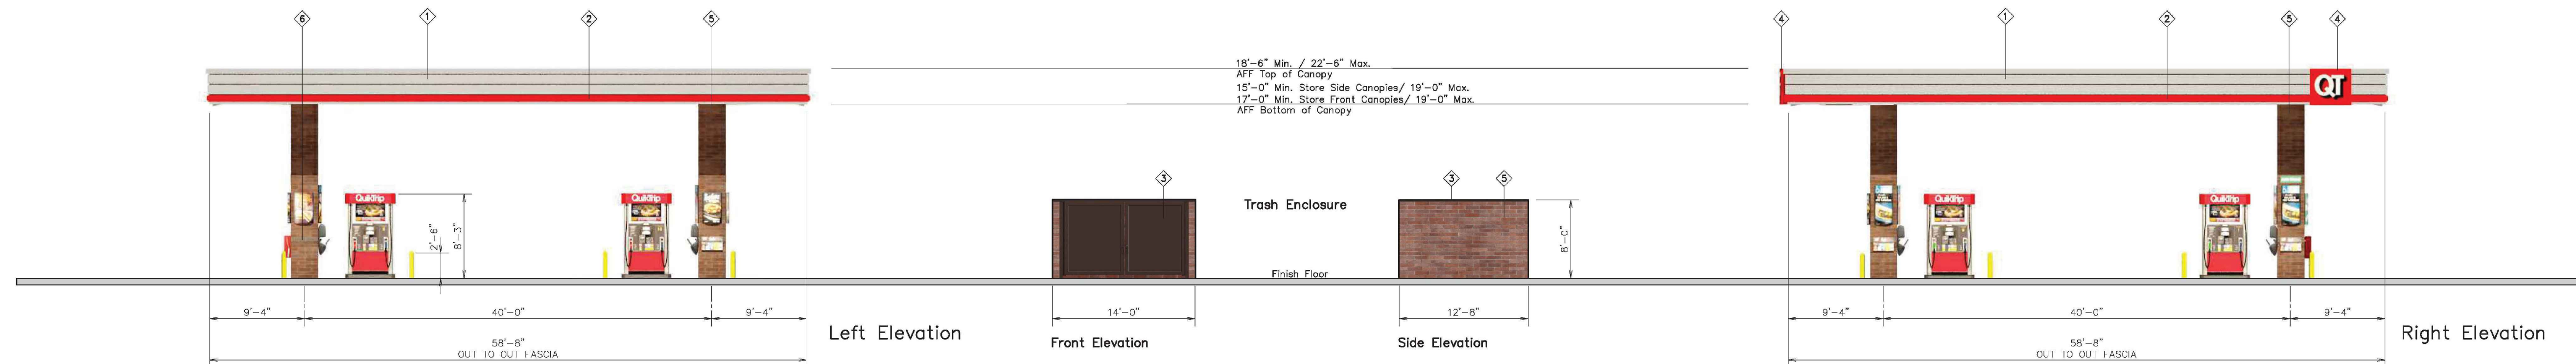 6
1
2
5
4
1
2
5
4
18'-6" Min. / 22'-6" Max.
AFF Top of Canopy
15'-0" Min. Store Side Canopies/ 19'-0" Max.
17'-0" Min. Store Front Canopies/ 19'-0" Max.
AFF Bottom of Canopy
QT
3
3
5
Trash Enclosure
QuikTrip
QuikTrip
QuikTrip
QuikTrip
2'-6"
8'-3"
8'-0"
Finish Floor
9'-4"
40'-0"
9'-4"
14'-0"
12'-8"
9'-4"
40'-0"
9'-4"
Left Elevation
Front Elevation
Side Elevation
Right Elevation
58'-8"
OUT TO OUT FASCIA
58'-8"
OUT TO OUT FASCIA